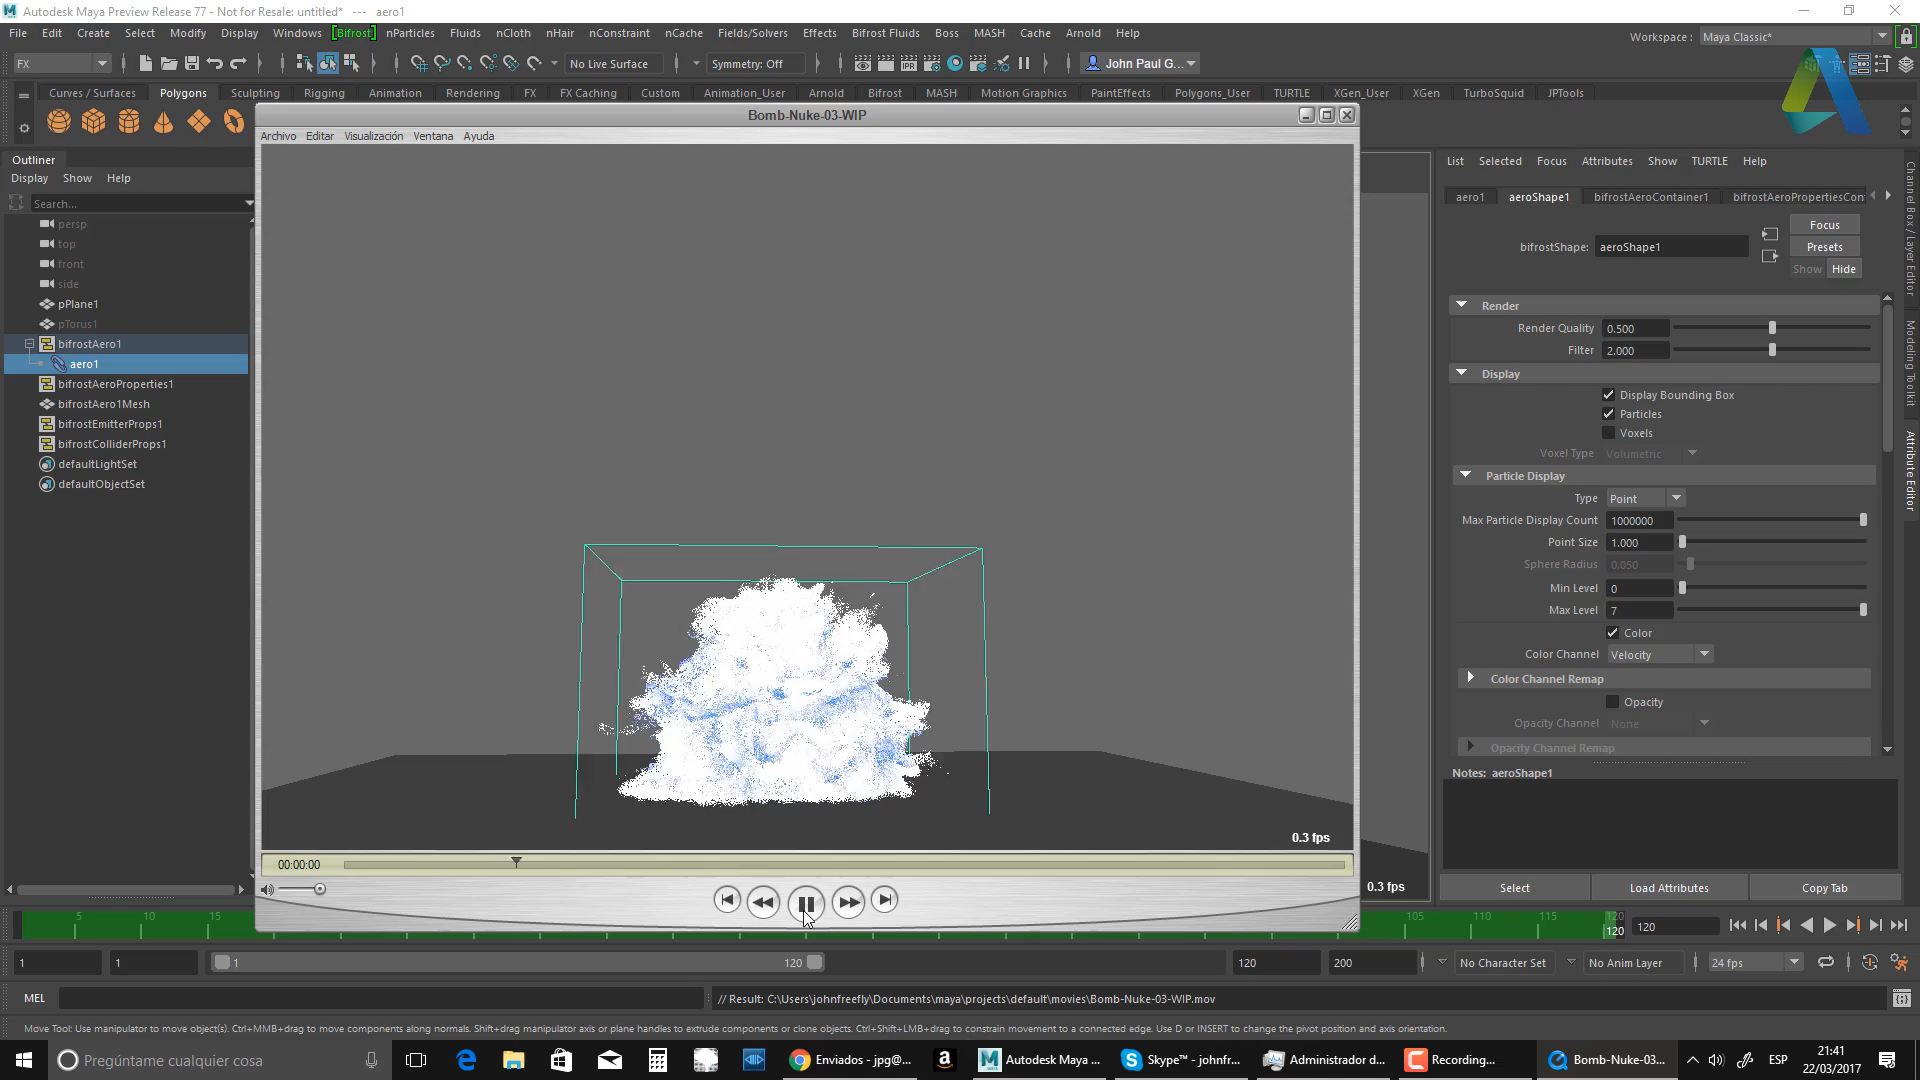 Autodesk Maya Preview Release 77 - Not for Resale: untitled* --- aero1
File Edit Create Select Modify Display Windows [Bifrost] nParticles Fluids nCloth nHair nConstraint nCache Fields/Solvers Effects Bifrost Fluids Boss MASH Cache Arnold Help
Workspace : Maya Classic*
FX No Live Surface Symmetry: Off IPR John Paul G...
Curves / Surfaces Polygons Sculpting Rigging Animation Rendering FX FX Caching Custom Animation_User Arnold Bifrost MASH Motion Graphics PaintEffects Polygons_User TURTLE XGen_User XGen TurboSquid JPTools
Bomb-Nuke-03-WIP
Archivo Editar Visualización Ventana Ayuda
Outliner
Display Show Help
Search...
persp
top
front
side
pPlane1
pTorus1
bifrostAero1
aero1
bifrostAeroProperties1
bifrostAero1Mesh
bifrostEmitterProps1
bifrostColliderProps1
defaultLightSet
defaultObjectSet
0.3 fps
00:00:00
0.3 fps
List Selected Focus Attributes Show TURTLE Help
aero1 aeroShape1 bifrostAeroContainer1 bifrostAeroPropertiesCon
bifrostShape: aeroShape1
Focus
Presets
Show Hide
Render
Render Quality 0.500
Filter 2.000
Display
Display Bounding Box
Particles
Voxels
Voxel Type Volumetric
Particle Display
Type Point
Max Particle Display Count 1000000
Point Size 1.000
Sphere Radius 0.050
Min Level 0
Max Level 7
Color
Color Channel Velocity
Color Channel Remap
Opacity
Opacity Channel None
Opacity Channel Remap
Notes: aeroShape1
Select Load Attributes Copy Tab
Channel Box / Layer Editor
Modeling Toolkit
Attribute Editor
5 10 15 105 110 115 120
120 120
1 1 1 120 120 200 No Character Set No Anim Layer 24 fps
MEL // Result: C:\Users\johnfreefly\Documents\maya\projects\default\movies\Bomb-Nuke-03-WIP.mov
Move Tool: Use manipulator to move object(s). Ctrl+MMB+drag to move components along normals. Shift+drag manipulator axis or plane handles to extrude components or clone objects. Ctrl+Shift+LMB+drag to constrain movement to a connected edge. Use D or INSERT to change the pivot position and axis orientation.
Pregúntame cualquier cosa Enviados - jpg@... Autodesk Maya ... Skype™ - johnfr... Administrador d... Recording... Bomb-Nuke-03... ESP 21:41
22/03/2017